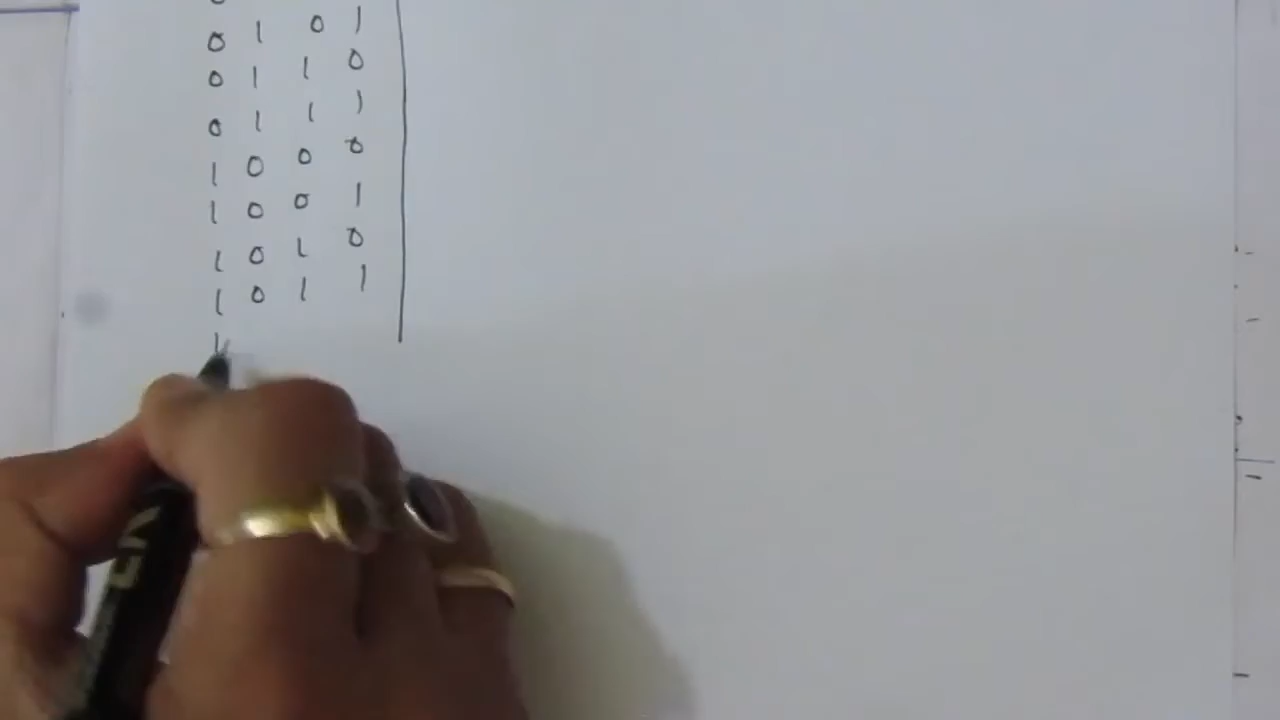 0 1 0 1
0 1 1 0
0 1 1 1
1 0 0 0
1 0 0 1
1 0 1 0
1 0 1 1
1